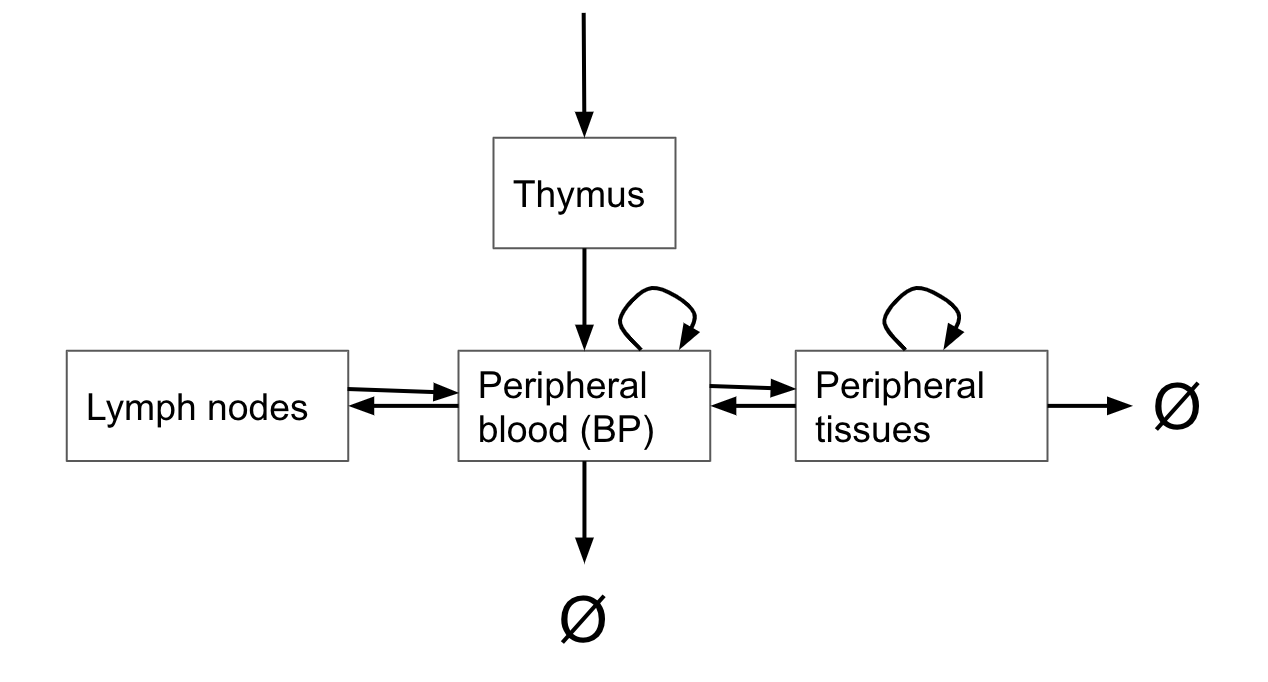 Thymus
Lymph nodes
Peripheral
blood (BP)
Peripheral
tissues
Ø
Ø